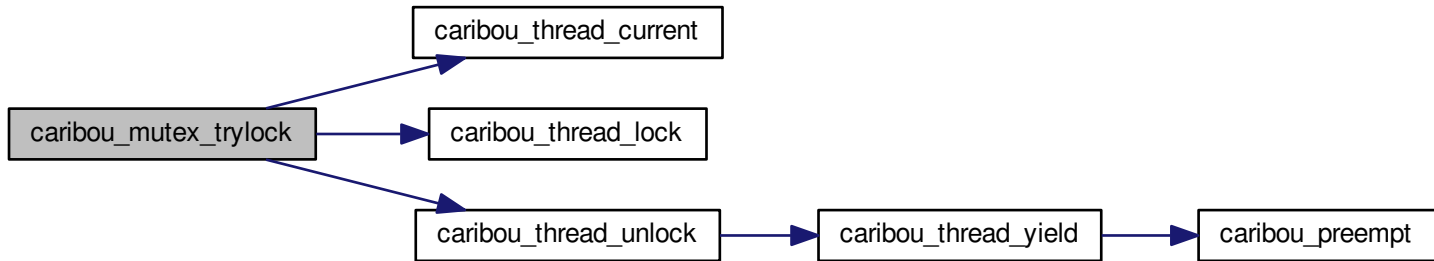 caribou_thread_current
caribou_mutex_trylock
caribou_thread_lock
caribou_thread_unlock
caribou_thread_yield
caribou_preempt